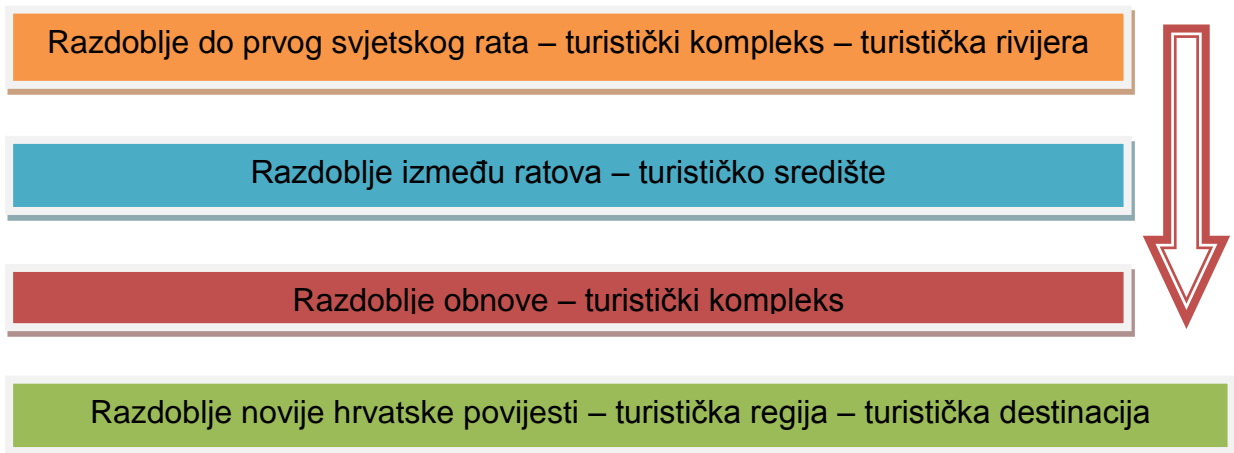 Razdoblje do prvog svjetskog rata – turistički kompleks – turistička rivijera
Razdoblje između ratova – turističko središte
Razdoblje obnove – turistički kompleks
Razdoblje novije hrvatske povijesti – turistička regija – turistička destinacija